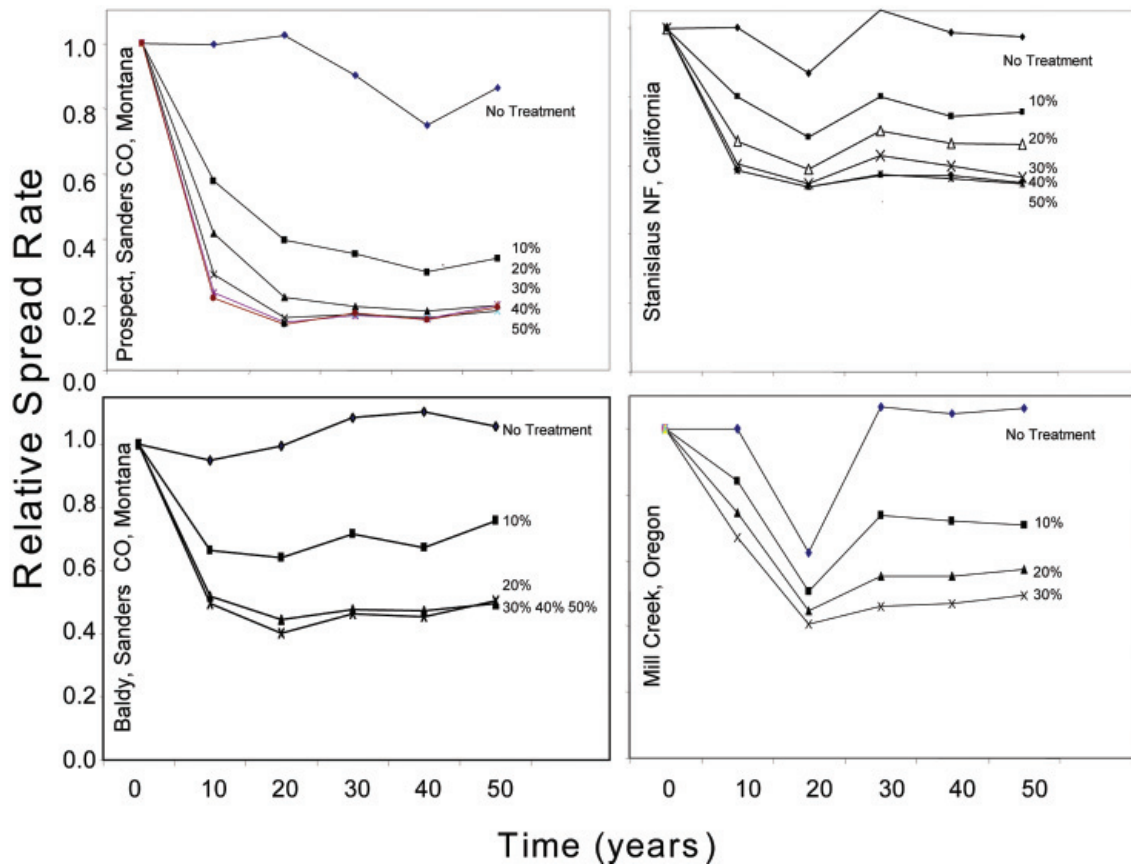 Relative Spread Rate
Prospect, Sanders CO, Montana
1.0
0.8
0.6
0.4
0.2
0.0
No Treatment
10%
20%
30%
40%
50%
Stanislaus NF, California
No Treatment
10%
20%
30%
40%
50%
Baldy, Sanders CO, Montana
1.0
0.8
0.6
0.4
0.2
0.0
No Treatment
10%
20%
30% 40% 50%
0 10 20 30 40 50
Mill Creek, Oregon
No Treatment
10%
20%
30%
0 10 20 30 40 50
Time (years)